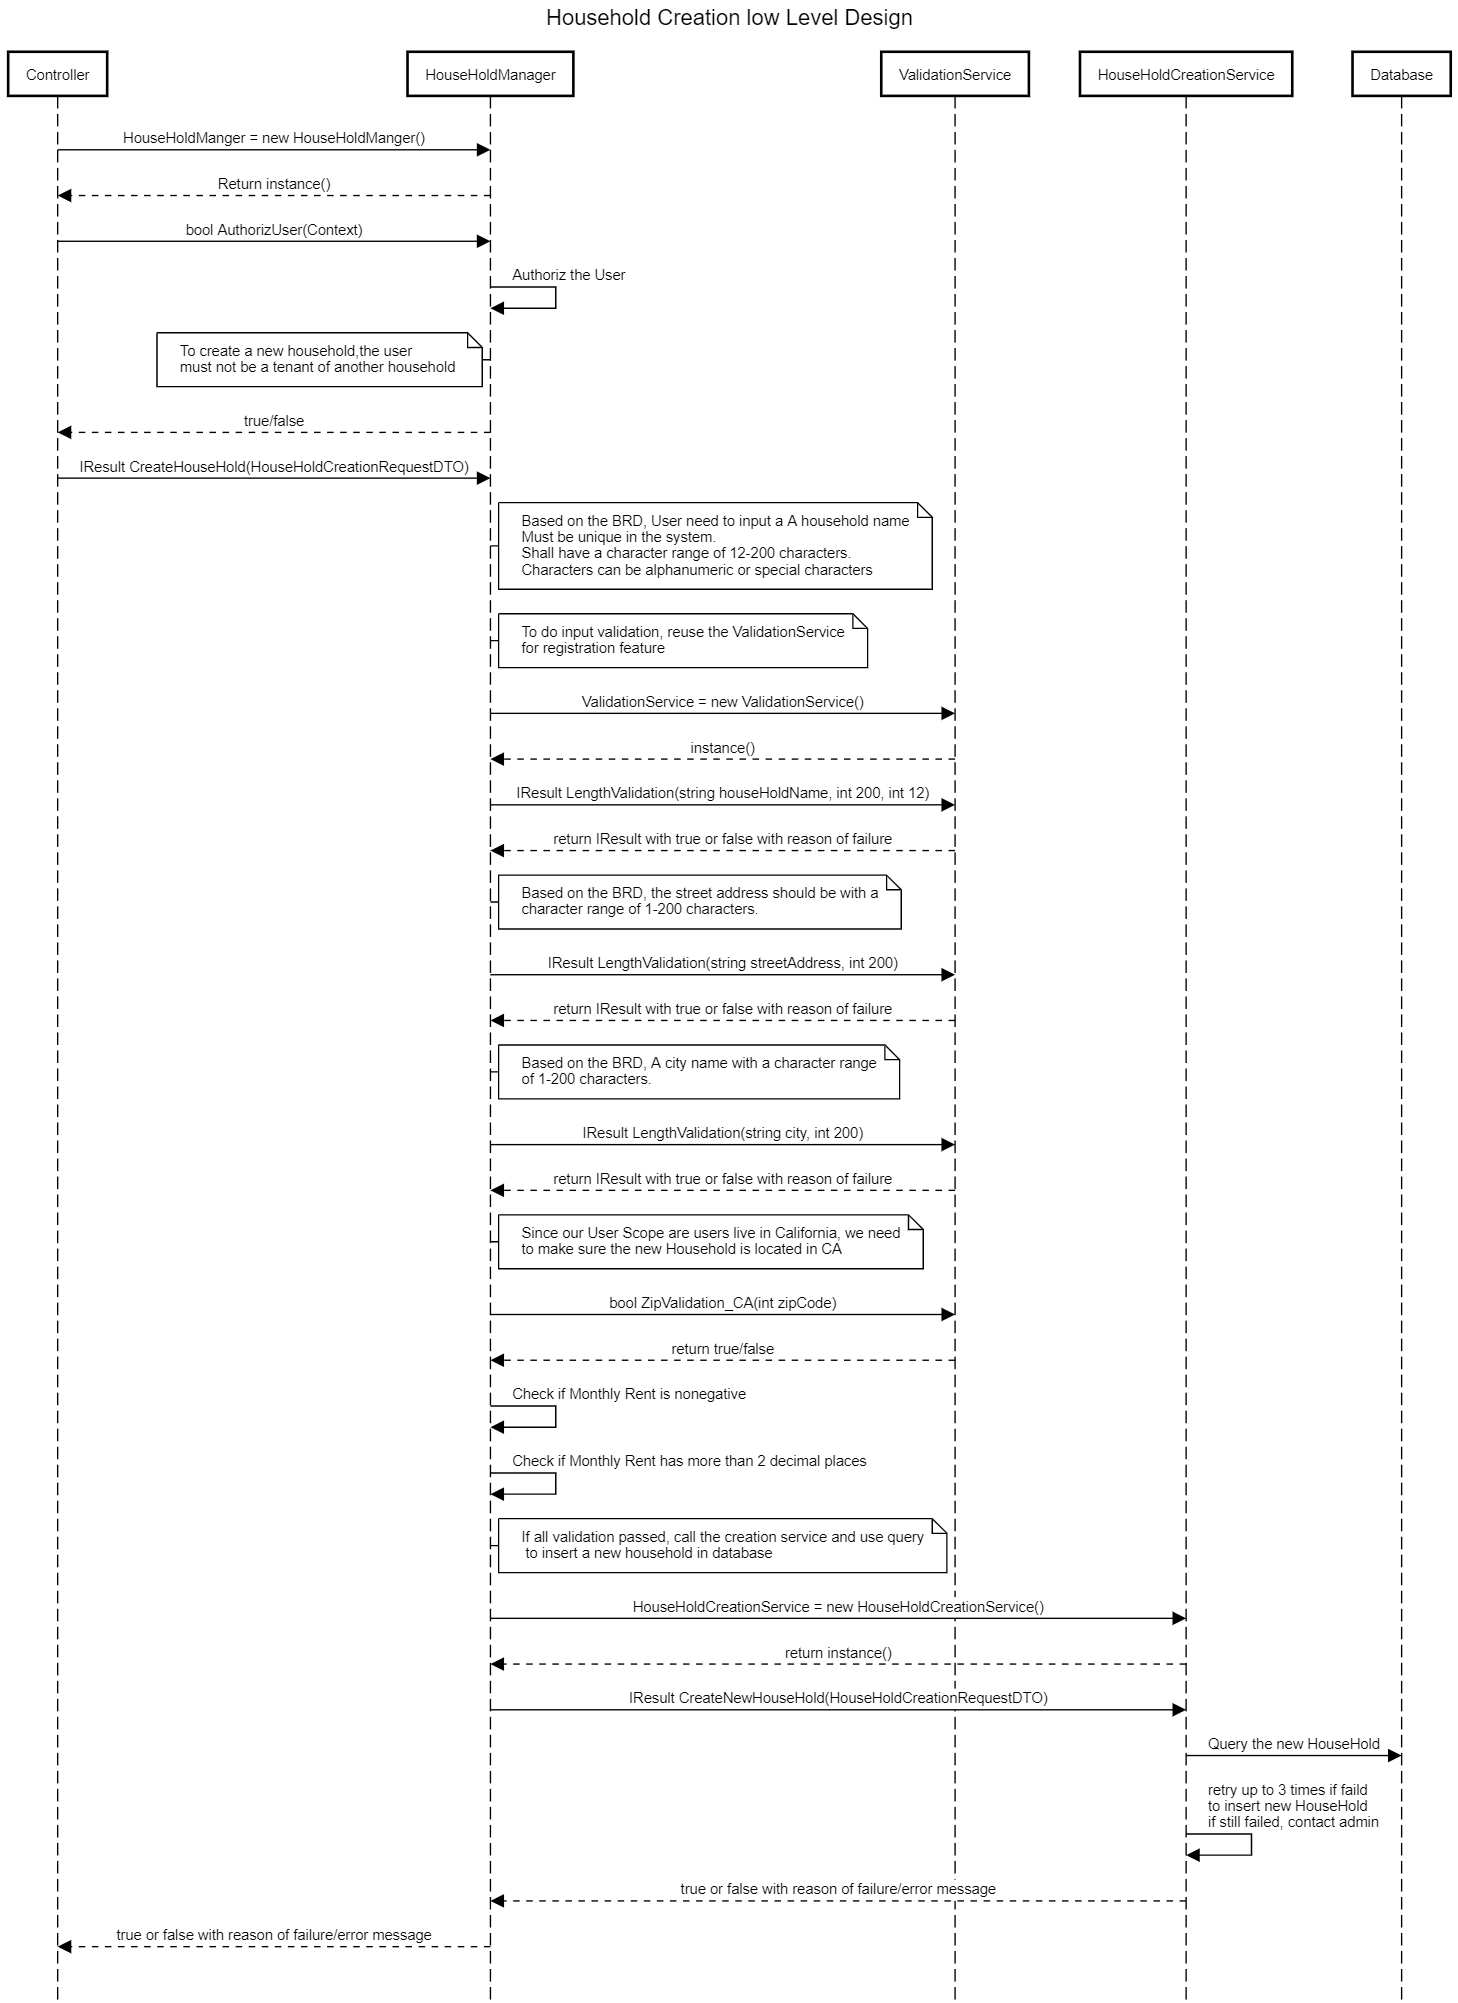 Household Creation low Level Design
Controller
HouseHoldManager
ValidationService
HouseHoldCreationService
Database
HouseHoldManger = new HouseHoldManger()
Return instance()
bool AuthorizUser(Context)
Authoriz the User
To create a new household,the user
must not be a tenant of another household
true/false
IResult CreateHouseHold(HouseHoldCreationRequestDTO)
Based on the BRD, User need to input a A household name
Must be unique in the system.
Shall have a character range of 12-200 characters.
Characters can be alphanumeric or special characters
To do input validation, reuse the ValidationService
for registration feature
ValidationService = new ValidationService()
instance()
IResult LengthValidation(string houseHoldName, int 200, int 12)
return IResult with true or false with reason of failure
Based on the BRD, the street address should be with a
character range of 1-200 characters.
IResult LengthValidation(string streetAddress, int 200)
return IResult with true or false with reason of failure
Based on the BRD, A city name with a character range
of 1-200 characters.
IResult LengthValidation(string city, int 200)
return IResult with true or false with reason of failure
Since our User Scope are users live in California, we need
to make sure the new Household is located in CA
bool ZipValidation_CA(int zipCode)
return true/false
Check if Monthly Rent is nonegative
Check if Monthly Rent has more than 2 decimal places
If all validation passed, call the creation service and use query
to insert a new household in database
HouseHoldCreationService = new HouseHoldCreationService()
return instance()
IResult CreateNewHouseHold(HouseHoldCreationRequestDTO)
Query the new HouseHold
retry up to 3 times if faild
to insert new HouseHold
if still failed, contact admin
true or false with reason of failure/error message
true or false with reason of failure/error message